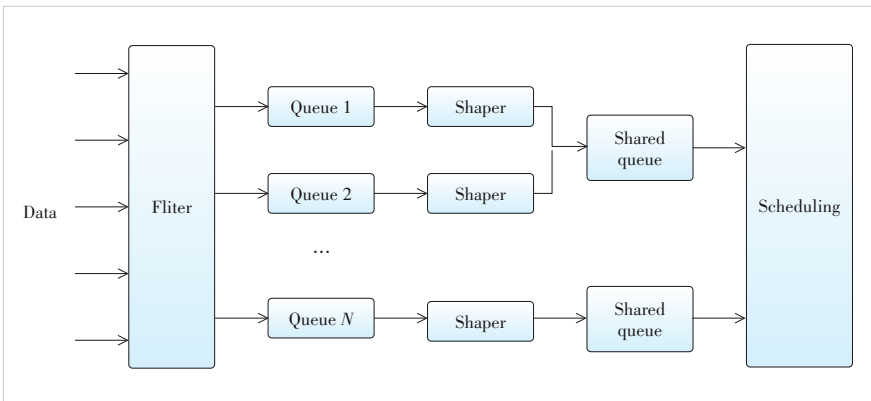 Data
Fliter
Queue 1
Shaper
Queue 2
Shaper
...
Queue N
Shaper
Shared
queue
Shared
queue
Scheduling